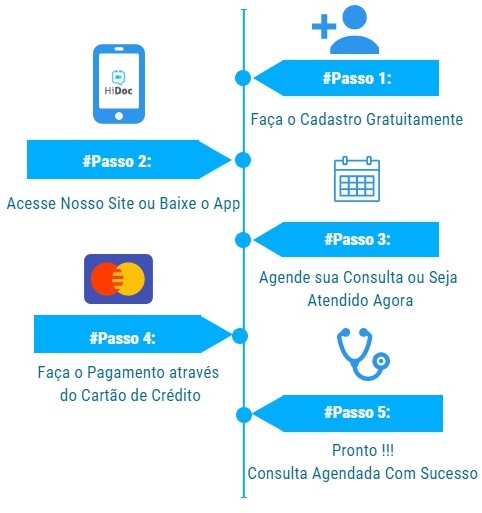 #Passo 1:
Faça o Cadastro Gratuitamente
HiDoc
#Passo 2:
Acesse Nosso Site ou Baixe o App
#Passo 3:
Agende sua Consulta ou Seja
Atendido Agora
#Passo 4:
Faça o Pagamento através
do Cartão de Crédito
#Passo 5:
Pronto !!!
Consulta Agendada Com Sucesso